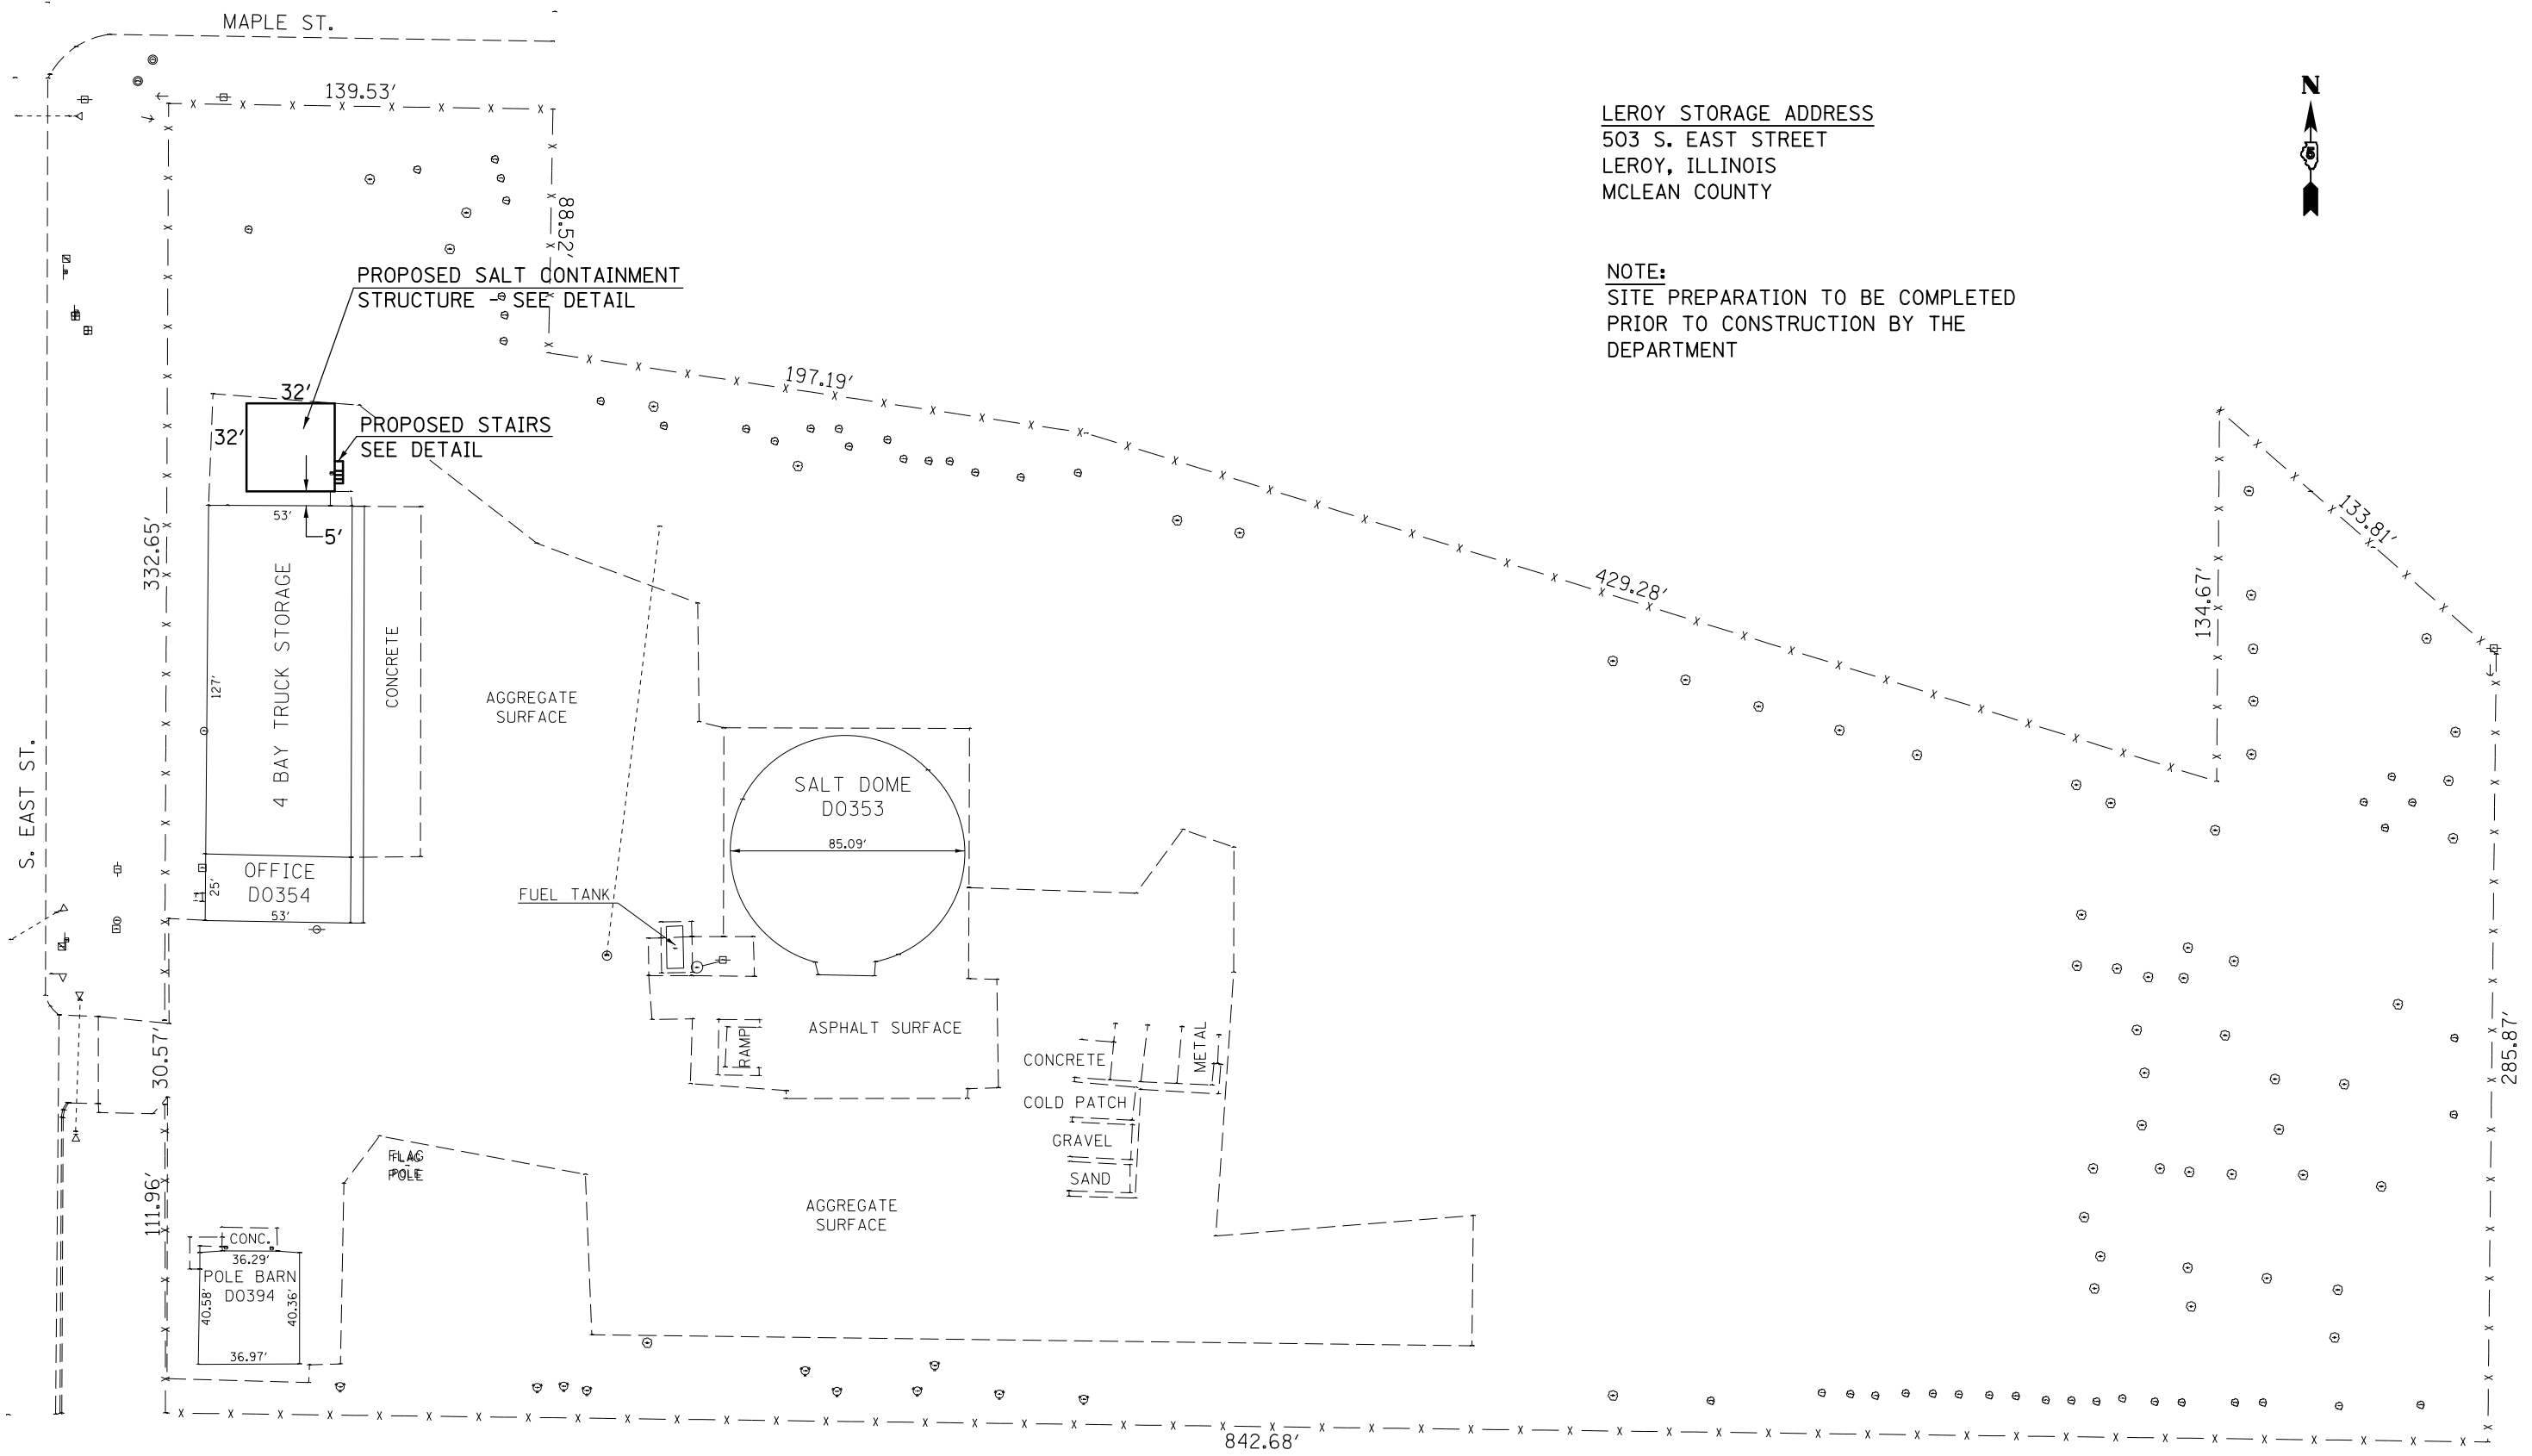 MAPLE ST.
139.53'
N
5
LEROY STORAGE ADDRESS
503 S. EAST STREET
LEROY, ILLINOIS
MCLEAN COUNTY
88.52'
NOTE:
SITE PREPARATION TO BE COMPLETED
PRIOR TO CONSTRUCTION BY THE
DEPARTMENT
PROPOSED SALT CONTAINMENT
STRUCTURE - SEE DETAIL
197.19'
32'
32'
PROPOSED STAIRS
SEE DETAIL
53'
5'
332.65'
133.81'
134.67'
429.28'
4 BAY TRUCK STORAGE
127'
CONCRETE
AGGREGATE
SURFACE
S. EAST ST.
SALT DOME
D0353
85.09'
OFFICE
D0354
25'
53'
FUEL TANK
RAMP
ASPHALT SURFACE
30.57'
METAL
CONCRETE
COLD PATCH
GRAVEL
SAND
285.87'
FLAG
POLE
FLAG
POLE
111.96'
AGGREGATE
SURFACE
CONC.
36.29'
POLE BARN
D0394
40.58'
40.36'
36.97'
842.68'